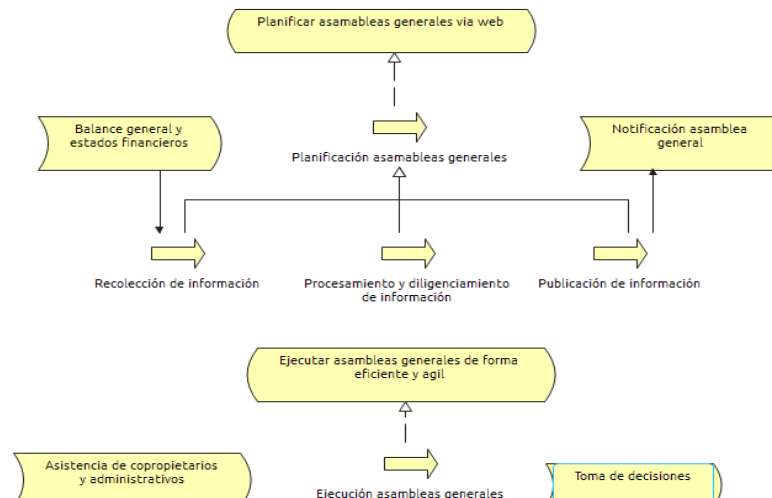 Planificar asamableas generales via web
Balance general y
estados financieros
Notificación asamblea
general
Planificación asamableas generales
Recolección de información
Procesamiento y diligenciamiento
de información
Publicación de información
Ejecutar asambleas generales de forma
eficiente y agil
Asistencia de copropietarios
y administrativos
Toma de decisiones
Ejecución asambleas generales